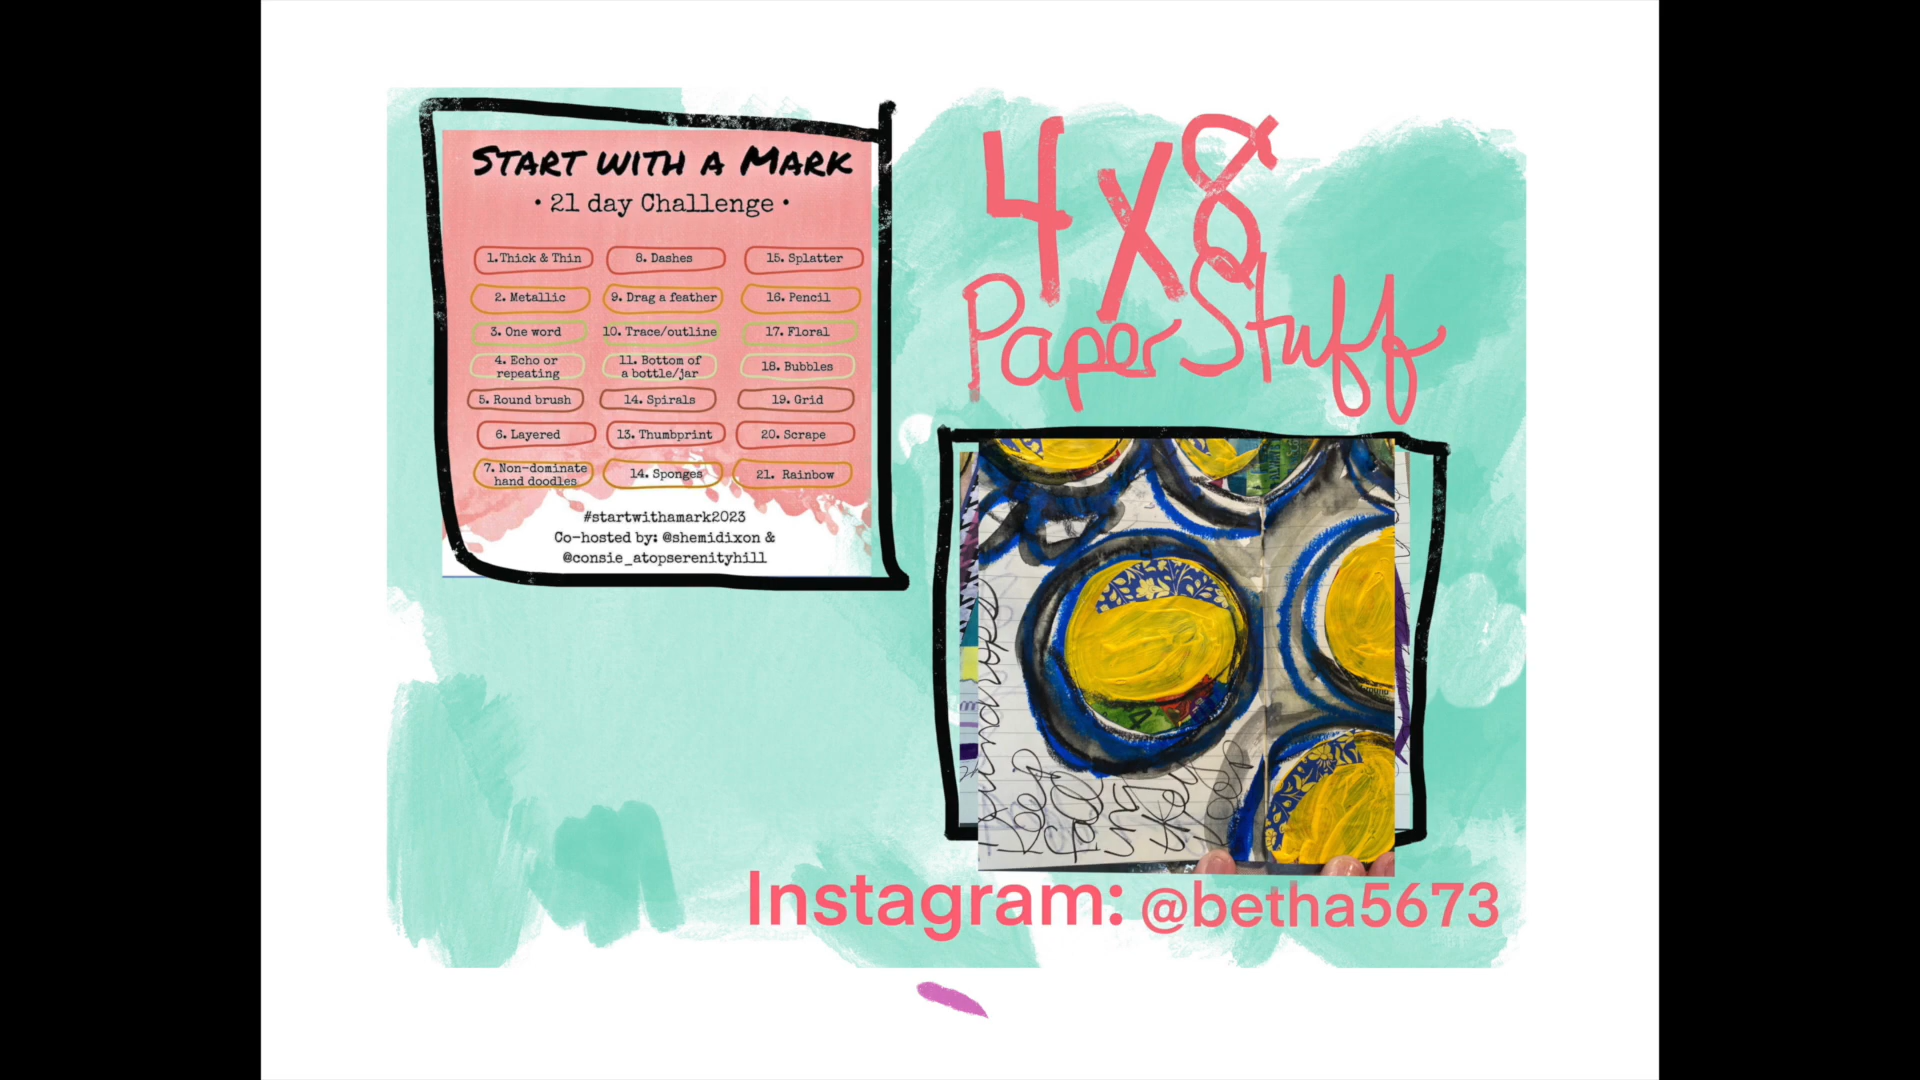 START WITH A MARK
• 21 day Challenge •
1. Thick & Thin
2. Metallic
3. One word
4. Echo or
repeating
5. Round brush
6. Layered
7. Non-dominate
hand doodles
8. Dashes
9. Drag a feather
10. Trace/outline
11. Bottom of
a bottle/jar
14. Spirals
13. Thumbprint
14. Sponges
15. Splatter
16. Pencil
17. Floral
18. Bubbles
19. Grid
20. Scrape
21. Rainbow
#startwithamark2023
Co-hosted by: @shemidixon &
@consie_atopserenityhill
4x8
Paper Stuff
Keep
Instagram: @betha5673